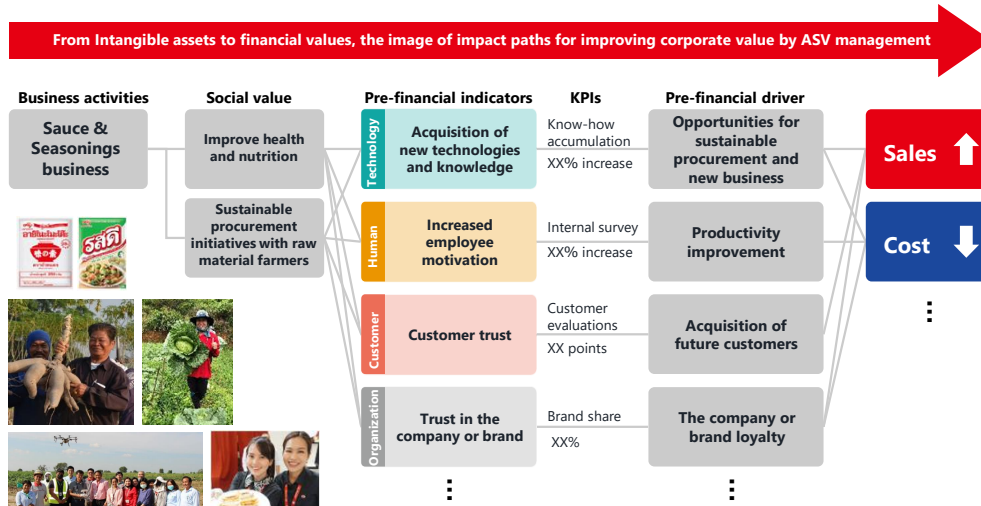 From Intangible assets to financial values, the image of impact paths for improving corporate value by ASV management
Business activities
Social value
Pre-financial indicators
KPIs
Pre-financial driver
Sauce &
Seasonings
business
Improve health
and nutrition
Sustainable
procurement
initiatives with raw
material farmers
Technology
Acquisition of
new technologies
and knowledge
Know-how
accumulation
XX% increase
Opportunities for
sustainable
procurement and
new business
Human
Increased
employee
motivation
Internal survey
XX% increase
Productivity
improvement
Customer
Customer trust
Customer
evaluations
XX points
Acquisition of
future customers
Organization
Trust in the
company or brand
Brand share
XX%
The company or
brand loyalty
Sales
Cost
รสดี